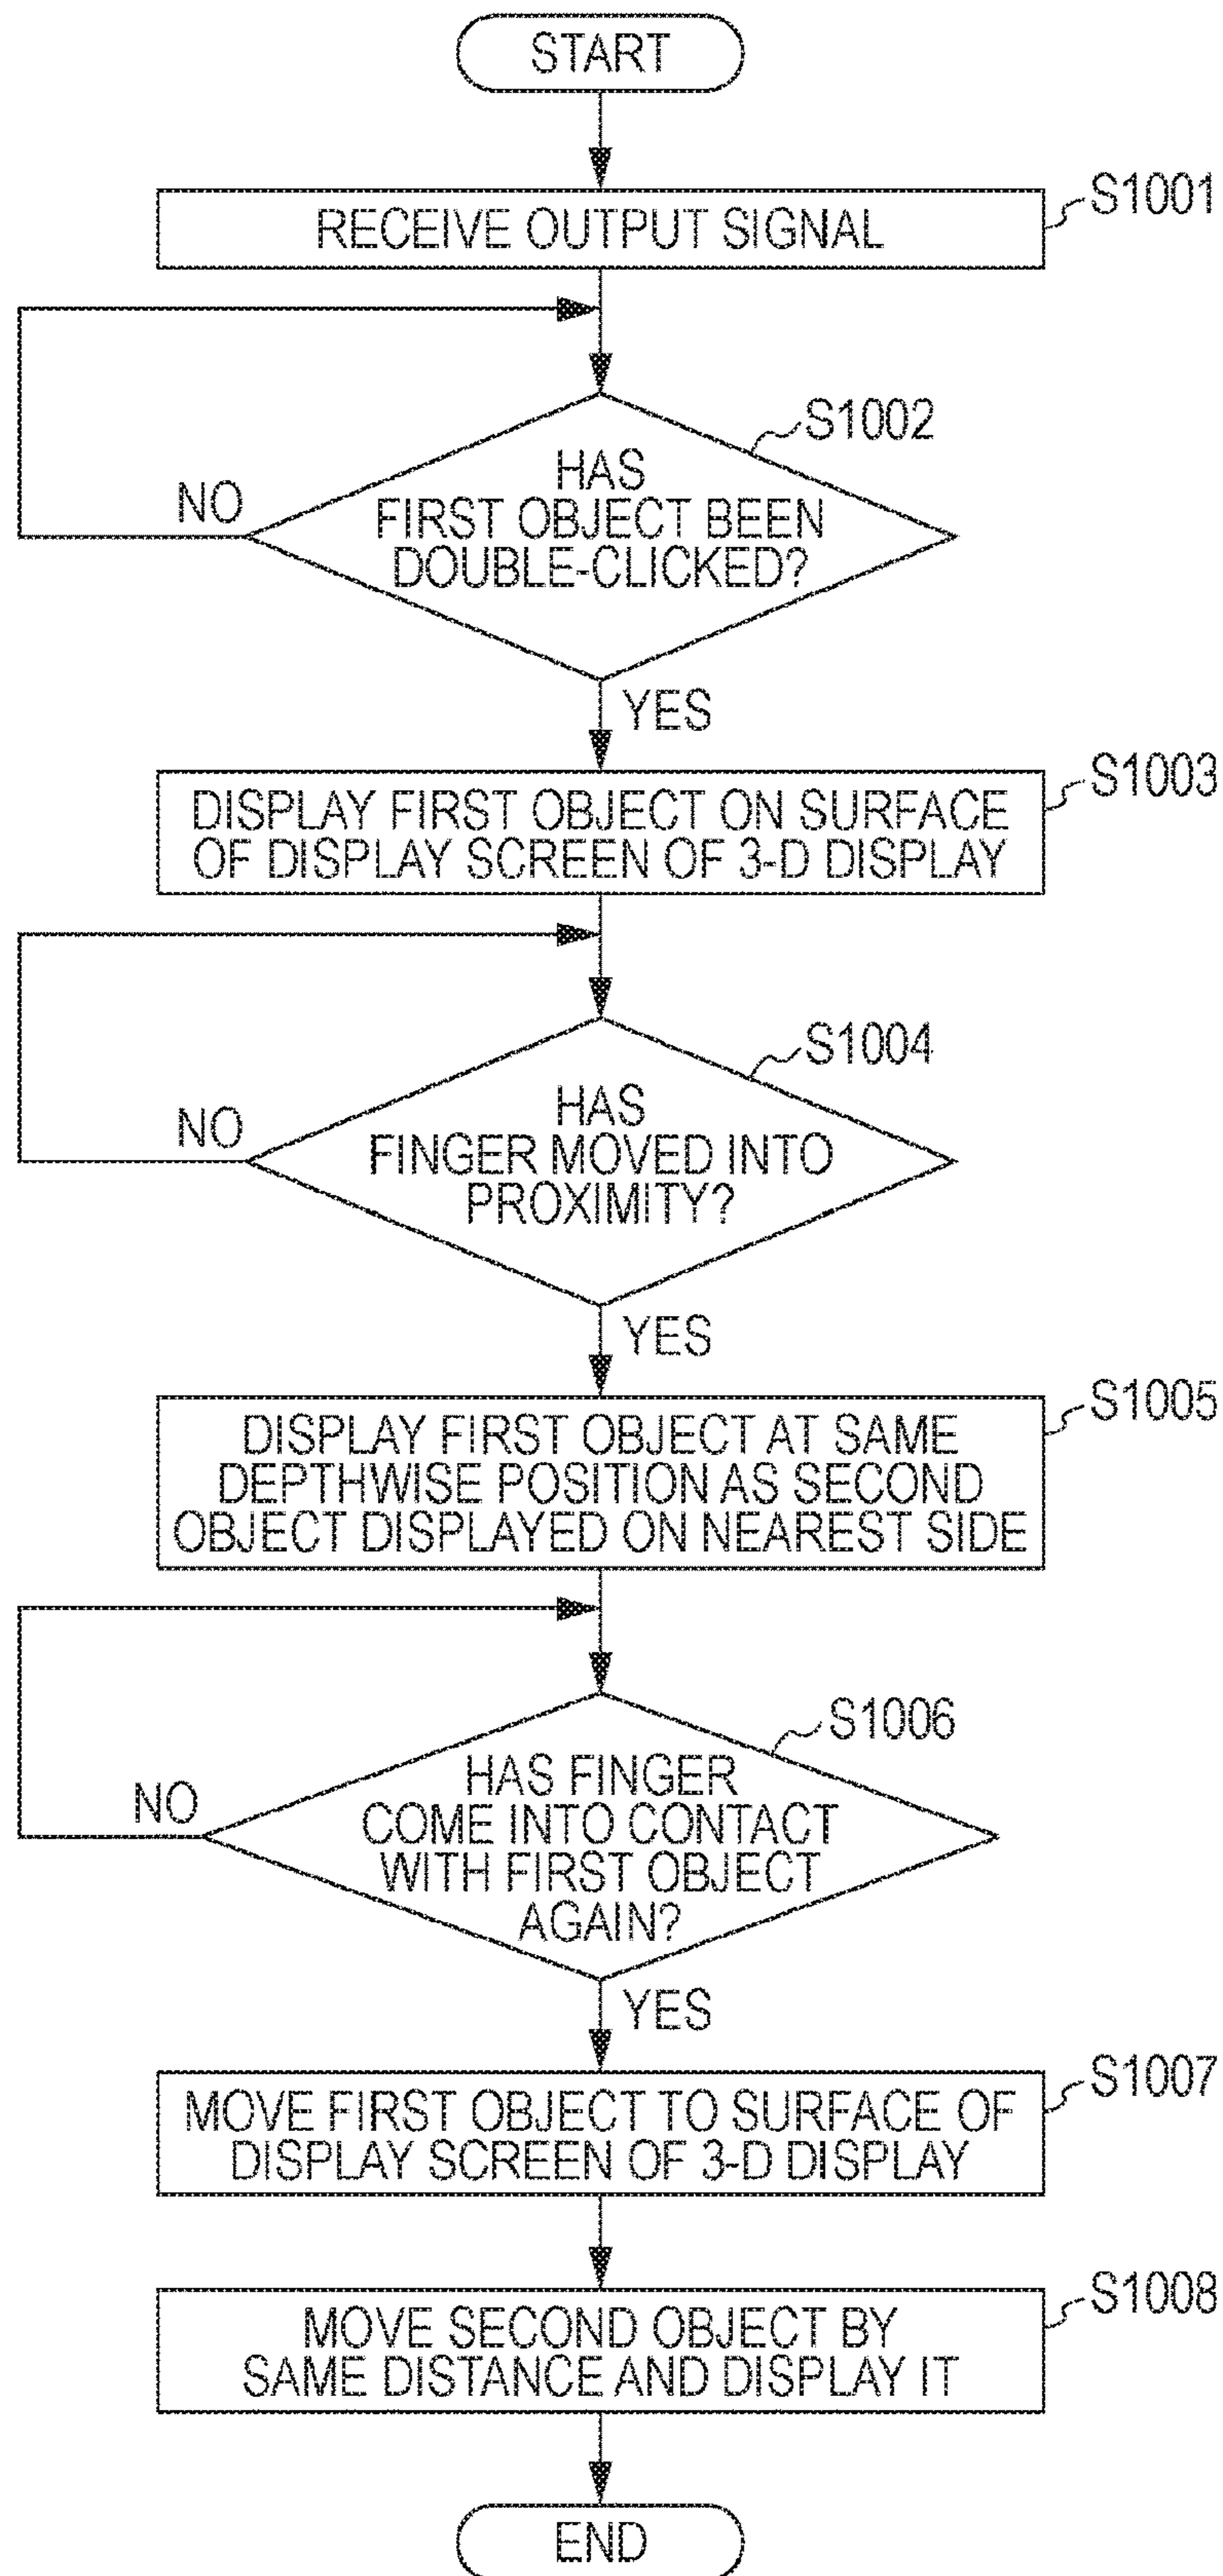 START
S1001
RECEIVE OUTPUT SIGNAL
S1002
HAS
FIRST OBJECT BEEN
DOUBLE-CLICKED?
NO
YES
S1003
DISPLAY FIRST OBJECT ON SURFACE
OF DISPLAY SCREEN OF 3-D DISPLAY
S1004
HAS
FINGER MOVED INTO
PROXIMITY?
NO
YES
S1005
DISPLAY FIRST OBJECT AT SAME
DEPTHWISE POSITION AS SECOND
OBJECT DISPLAYED ON NEAREST SIDE
S1006
HAS FINGER
COME INTO CONTACT
WITH FIRST OBJECT
AGAIN?
NO
YES
S1007
MOVE FIRST OBJECT TO SURFACE OF
DISPLAY SCREEN OF 3-D DISPLAY
S1008
MOVE SECOND OBJECT BY
SAME DISTANCE AND DISPLAY IT
END